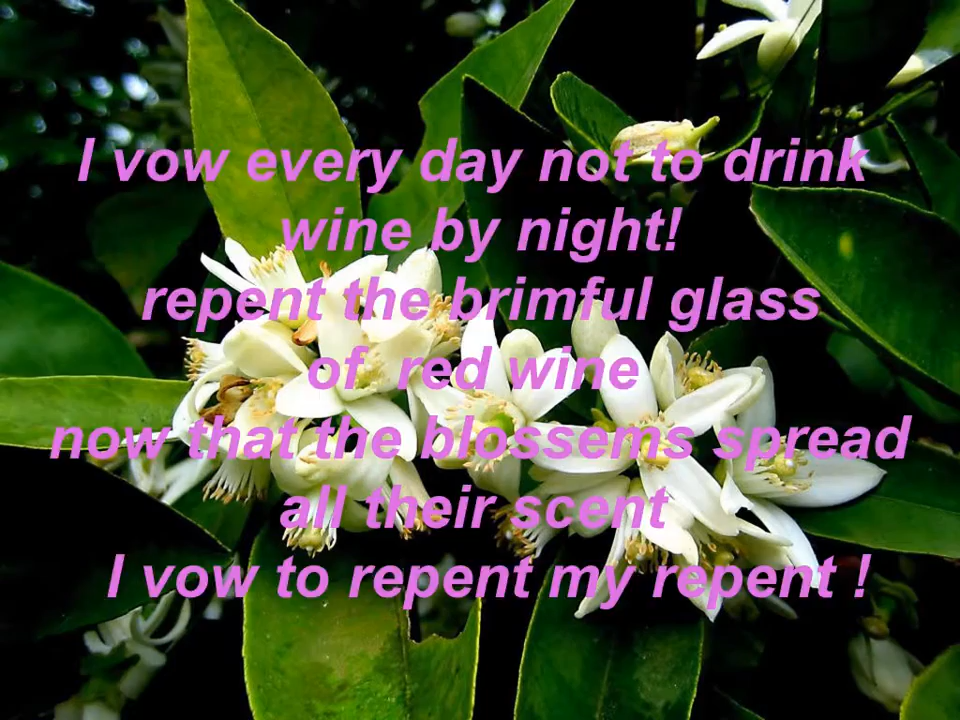 I vow every day not to drink
wine by night!
repent the brimful glass
of  red wine
now that the blossems spread
all their scent
I vow to repent my repent !